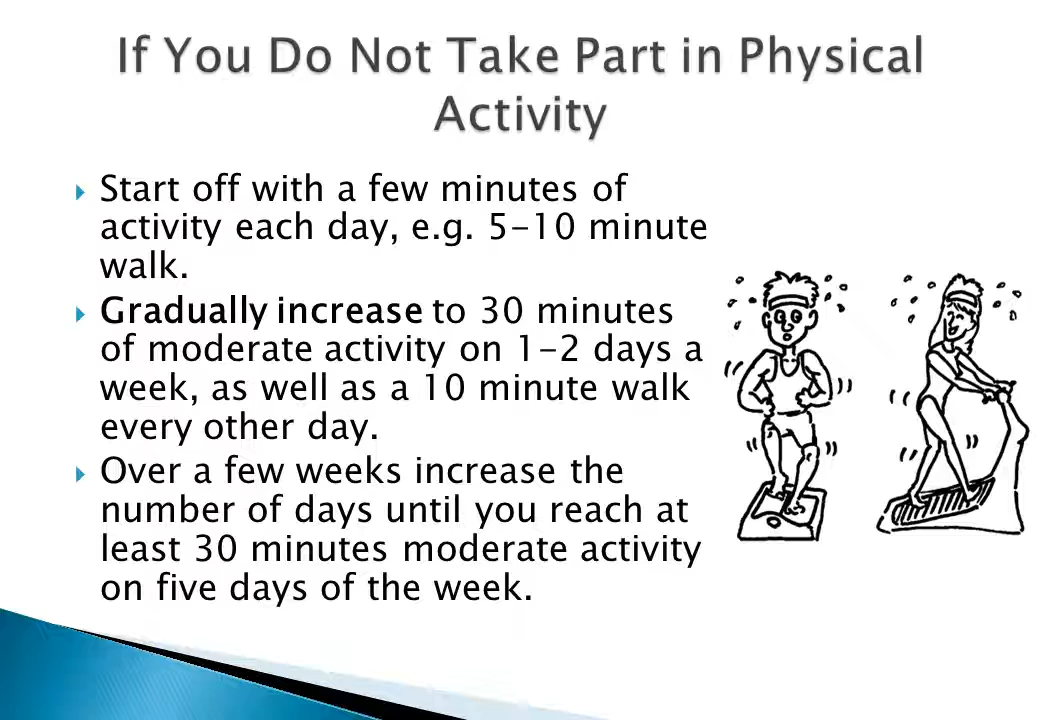 If You Do Not Take Part in Physical
Activity
Start off with a few minutes of
activity each day, e.g. 5-10 minute
walk.
Gradually increase to 30 minutes
of moderate activity on 1-2 days a
week, as well as a 10 minute walk
every other day.
Over a few weeks increase the
number of days until you reach at
least 30 minutes moderate activity
on five days of the week.